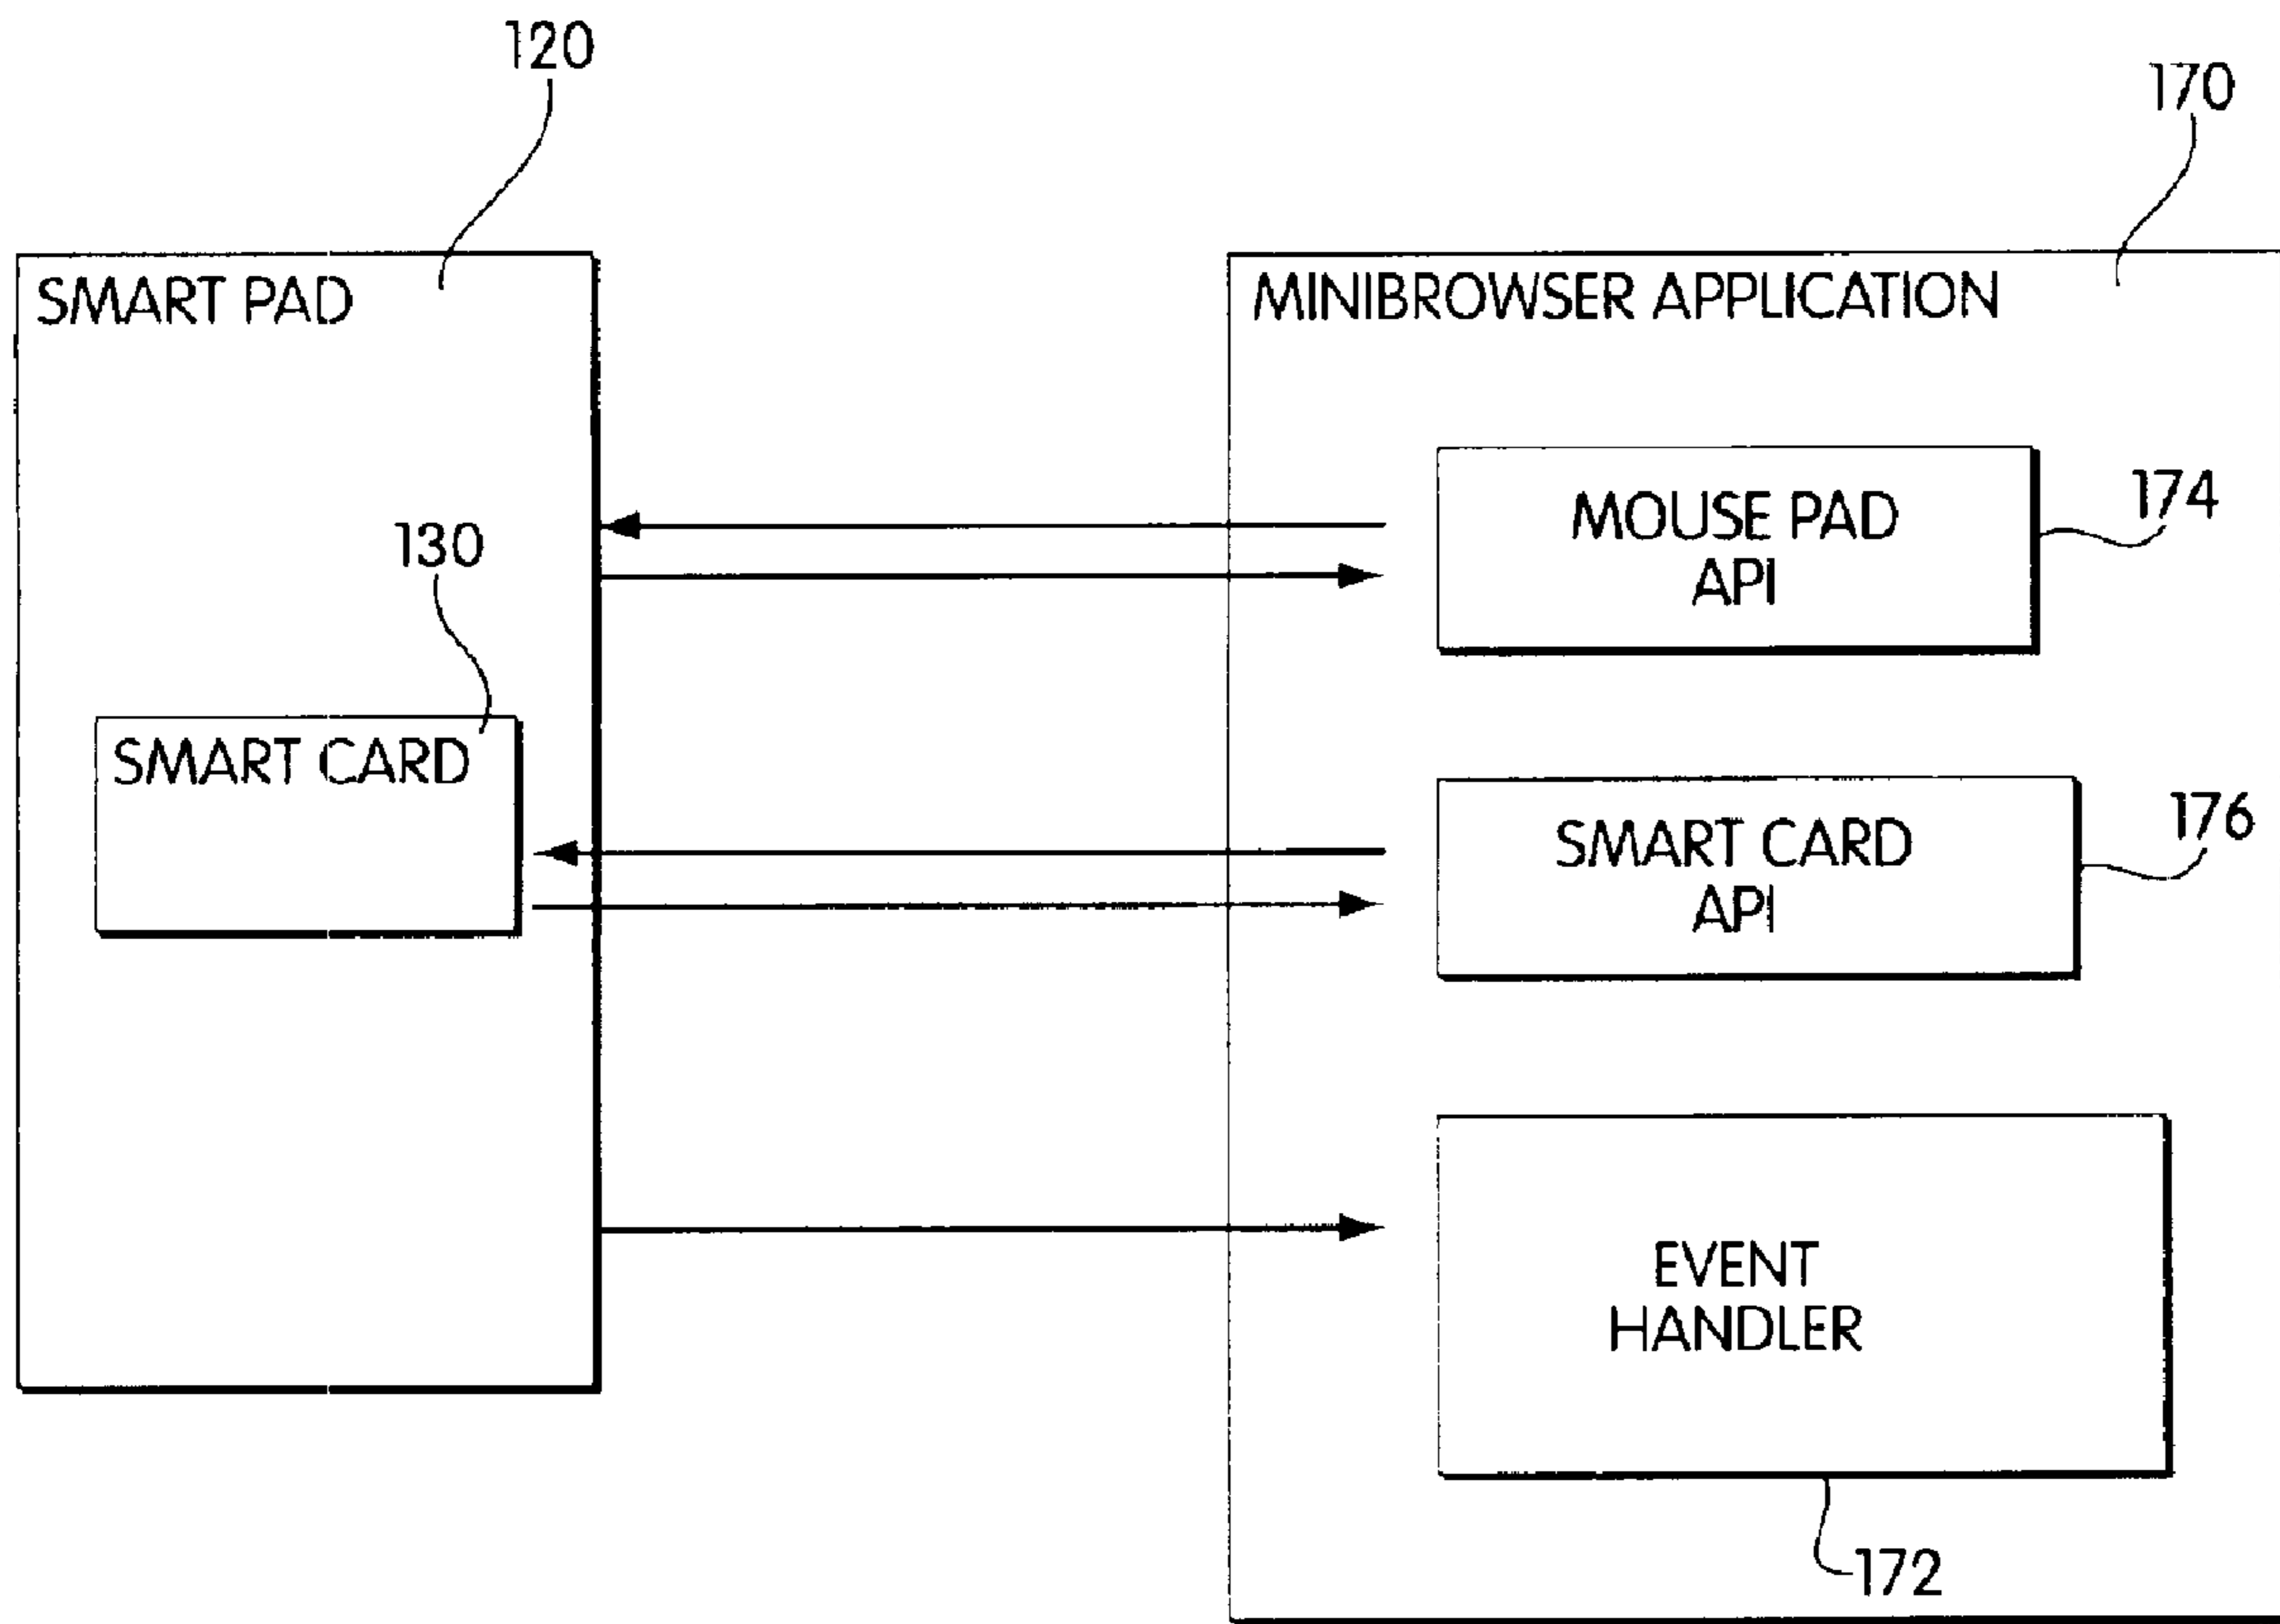 120
170
SMART PAD
MINIBROWSER APPLICATION
MOUSE PAD
API
174
130
SMART CARD
SMART CARD
API
176
EVENT
HANDLER
172